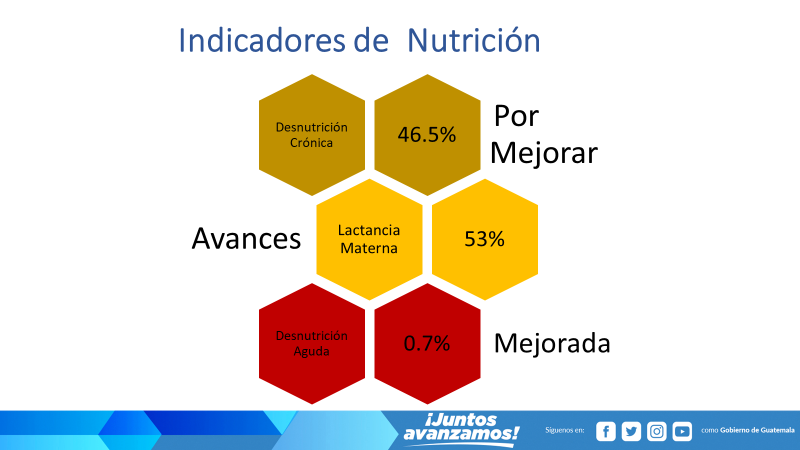 Indicadores de Nutrición
Desnutrición
Crónica
46.5%
Por
Mejorar
Avances
Lactancia
Materna
53%
Desnutrición
Aguda
0.7%
Mejorada
¡Juntos
avanzamos!
Síguenos en:
como Gobierno de Guatemala